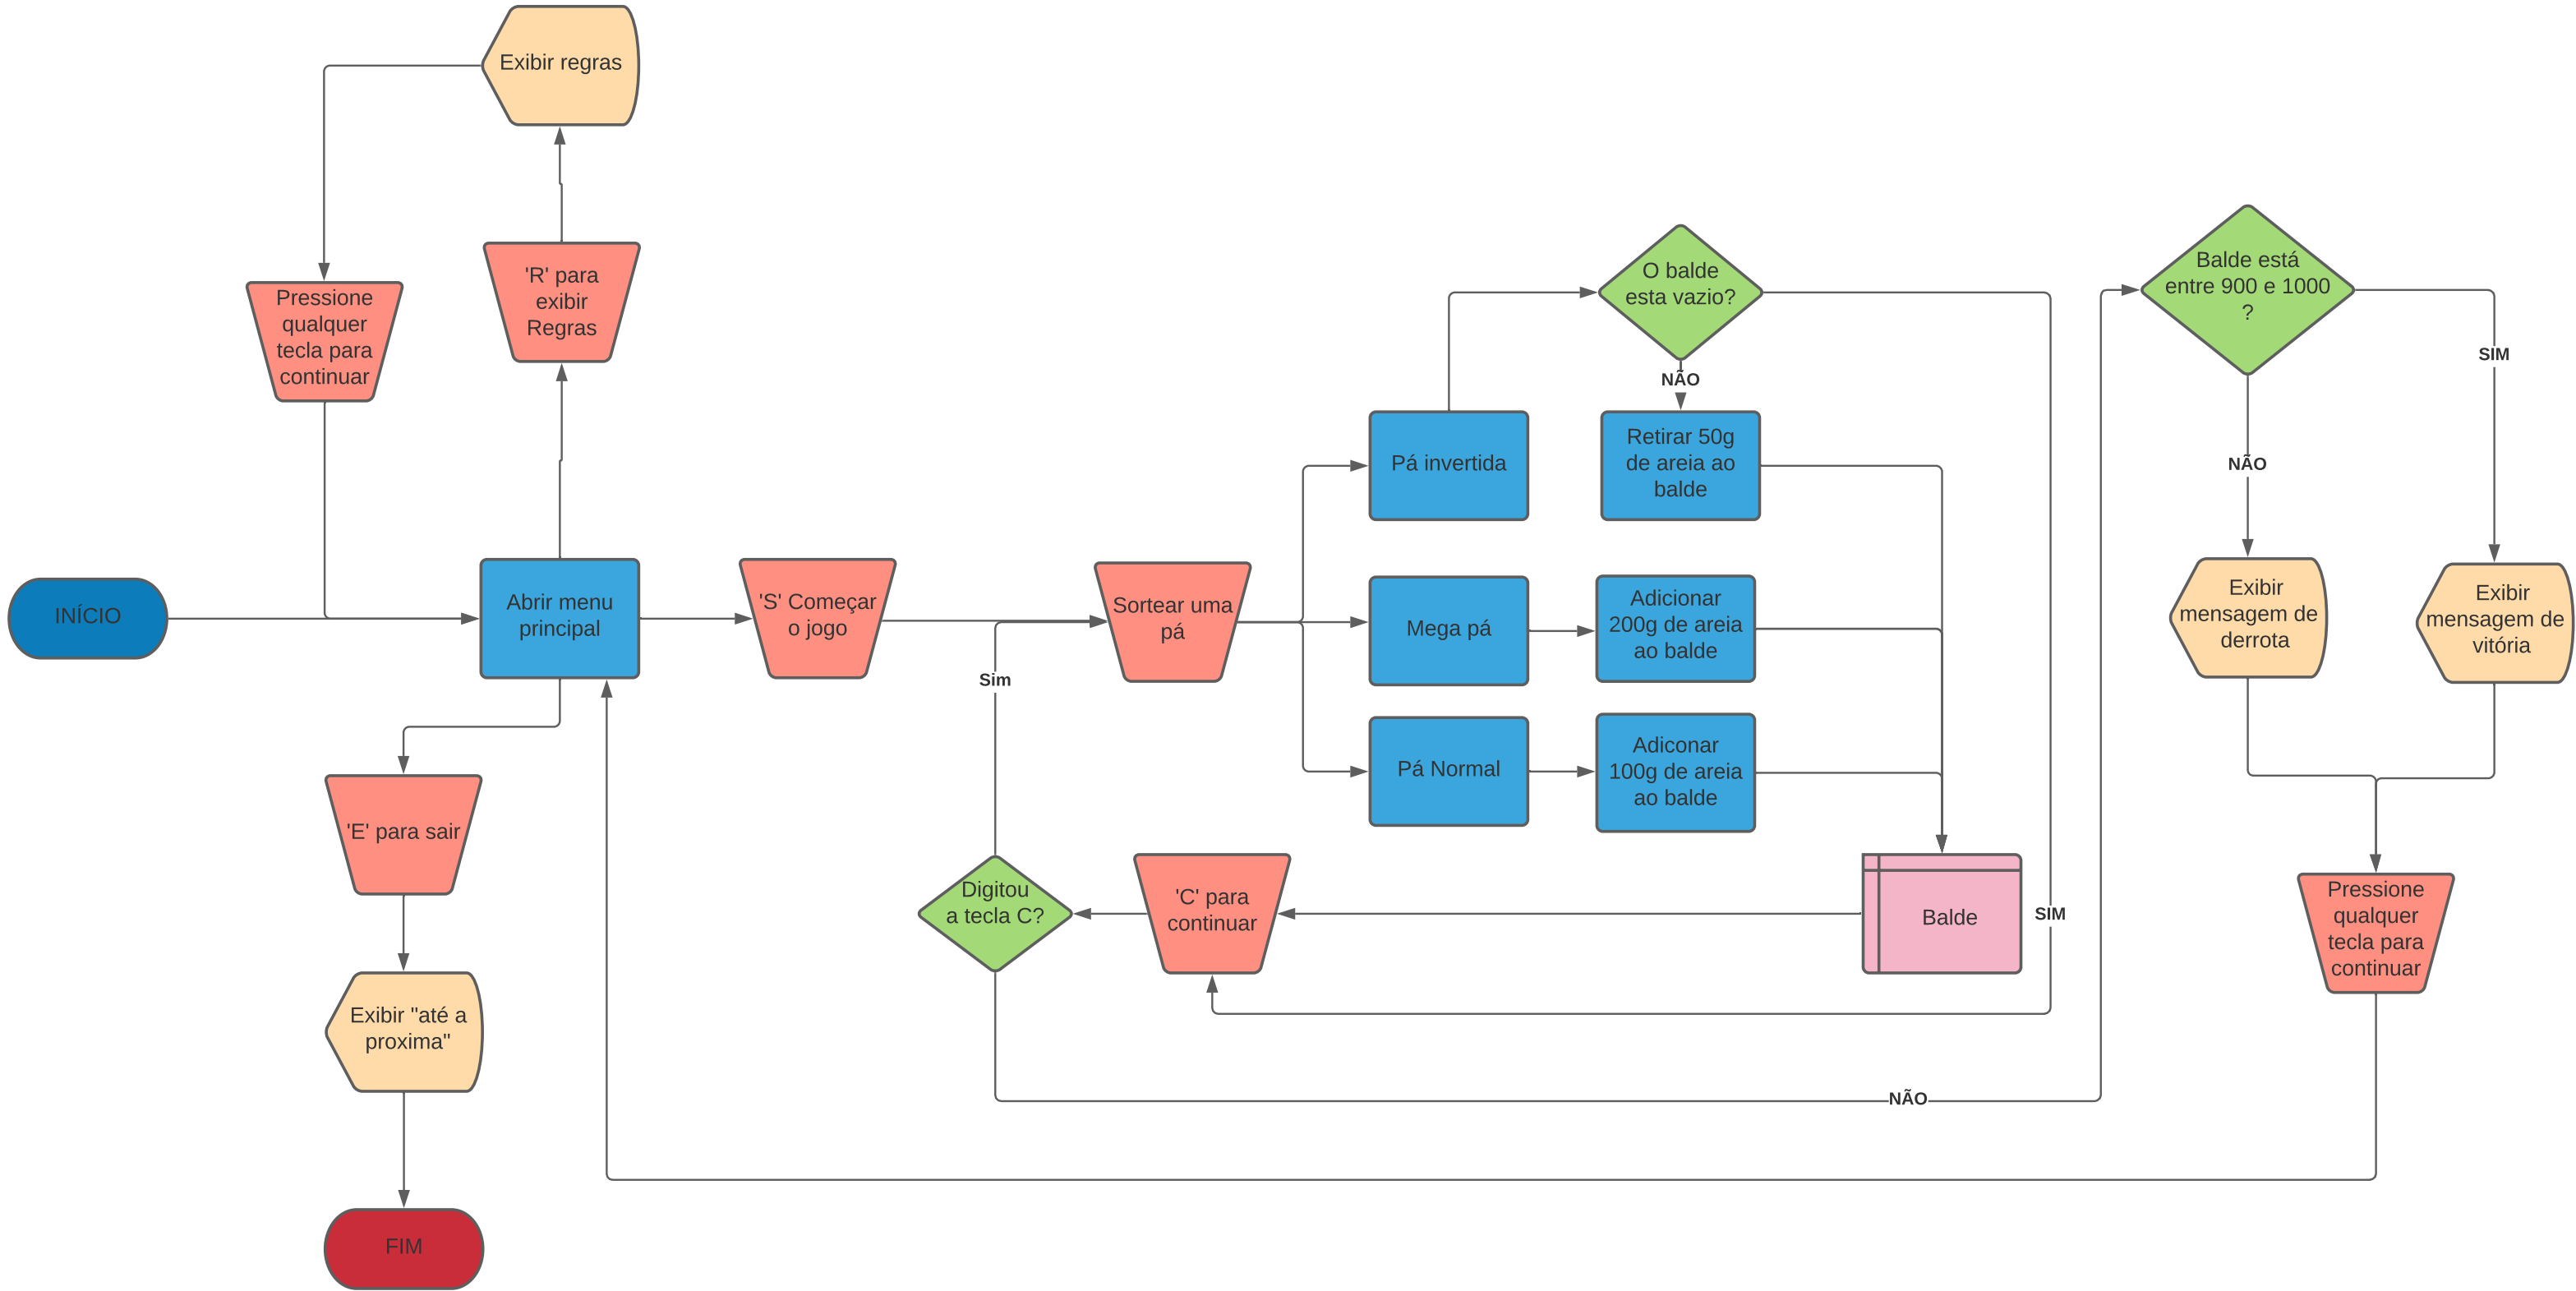 Exibir regras
'R' para
exibir
Regras
Pressione
qualquer
tecla para
continuar
INÍCIO
Abrir menu
principal
'S' Começar
o jogo
'E' para sair
Exibir "até a
proxima"
FIM
Sortear uma
pá
Sim
Digitou
a tecla C?
'C' para
continuar
Pá invertida
Mega pá
Pá Normal
O balde
esta vazio?
NÃO
Retirar 50g
de areia ao
balde
Adicionar
200g de areia
ao balde
Adiconar
100g de areia
ao balde
Balde
SIM
NÃO
Balde está
entre 900 e 1000
?
SIM
NÃO
Exibir
mensagem de
derrota
Exibir
mensagem de
vitória
Pressione
qualquer
tecla para
continuar